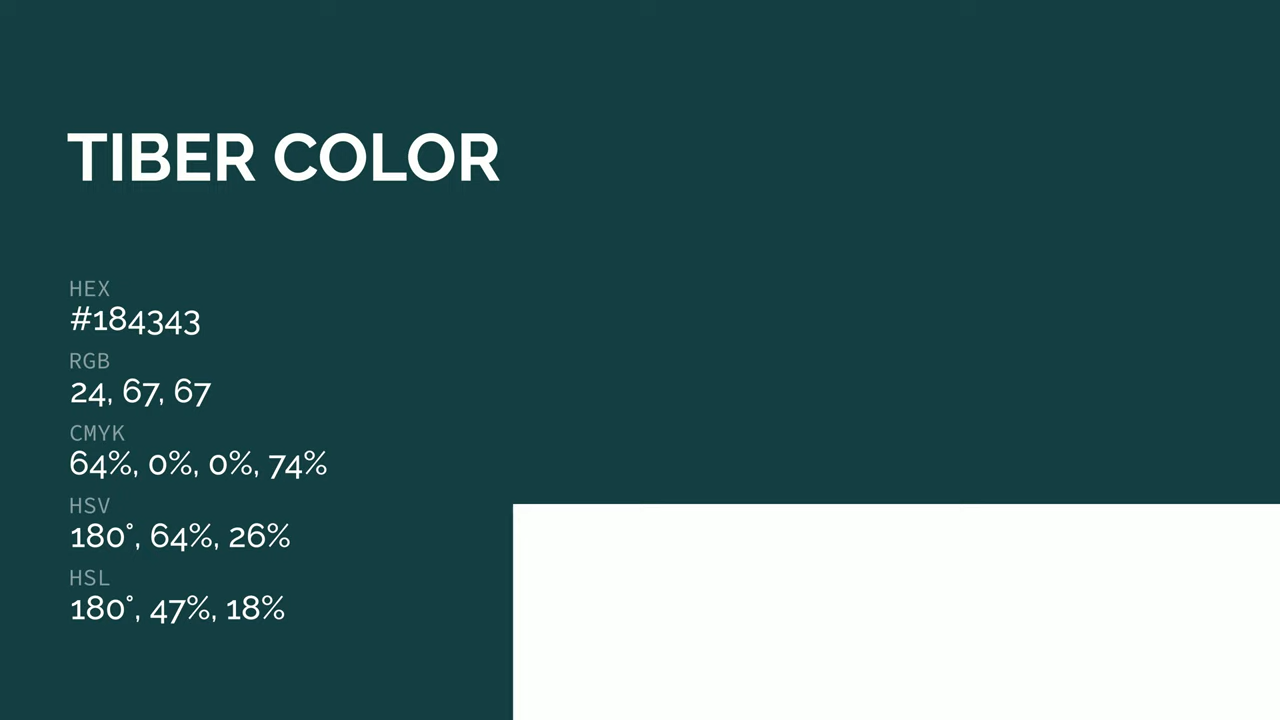 TIBER COLOR
HEX
#184343
RGB
24, 67, 67
CMYK
64%, 0%, 0%, 74%
HSV
180°, 64%, 26%
HSL
180°, 47%, 18%